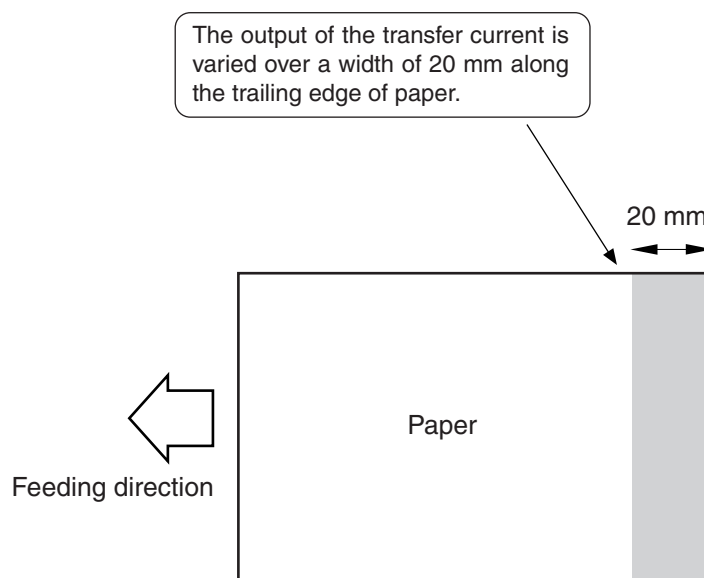 The output of the transfer current is
varied over a width of 20 mm along
the trailing edge of paper.
20 mm
Paper
Feeding direction